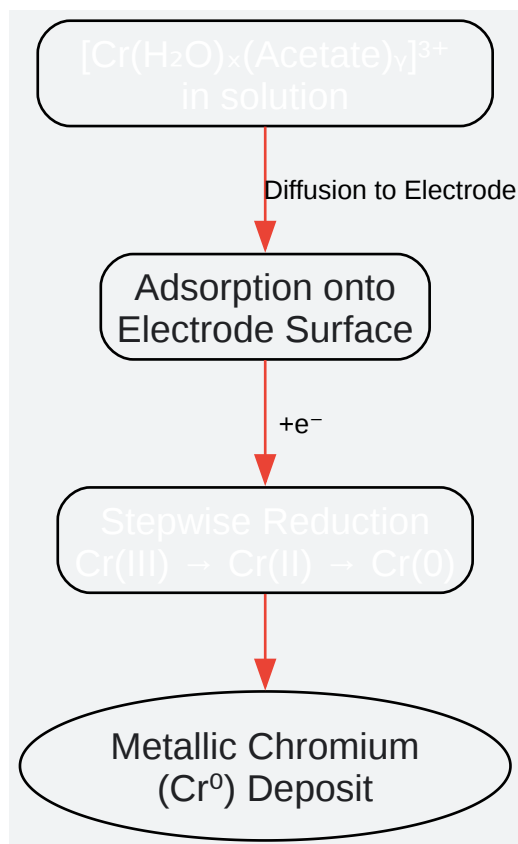 [Cr(H₂O)ₓ(Acetate)ᵧ]³⁺
in solution
Diffusion to Electrode
Adsorption onto
Electrode Surface
+e⁻
Stepwise Reduction
Cr(III) → Cr(II) → Cr(0)
Metallic Chromium
(Cr⁰) Deposit